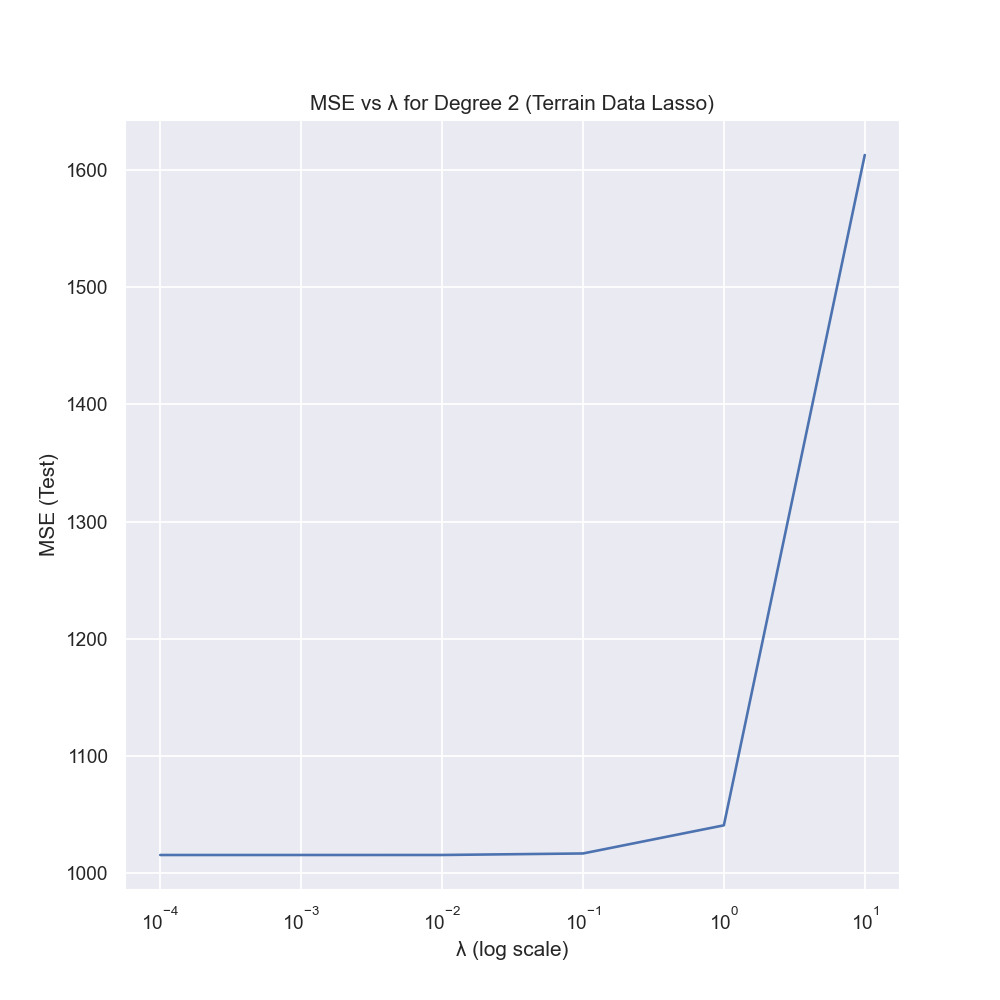 MSE vs λ for Degree 2 (Terrain Data Lasso)
MSE (Test)
1600
1500
1400
1300
1200
1100
1000
10⁻⁴ 10⁻³ 10⁻² 10⁻¹ 10⁰ 10¹
λ (log scale)